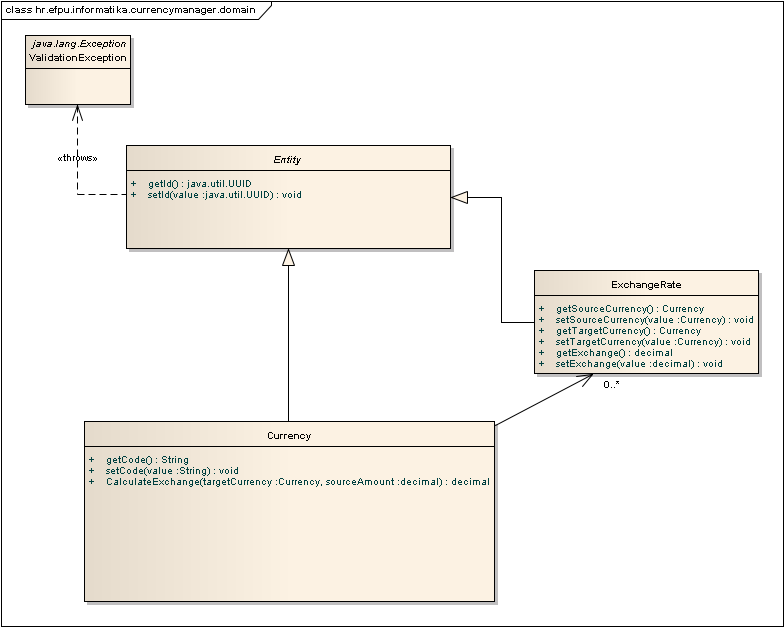 class hr.efpu.informatika.currencymanager.domain
java.lang.Exception
ValidationException
«throws»
Entity
+ getId() : java.util.UUID
+ setId(value :java.util.UUID) : void
ExchangeRate
+ getSourceCurrency() : Currency
+ setSourceCurrency(value :Currency) : void
+ getTargetCurrency() : Currency
+ setTargetCurrency(value :Currency) : void
+ getExchange() : decimal
+ setExchange(value :decimal) : void
0..*
Currency
+ getCode() : String
+ setCode(value :String) : void
+ CalculateExchange(targetCurrency :Currency, sourceAmount :decimal) : decimal